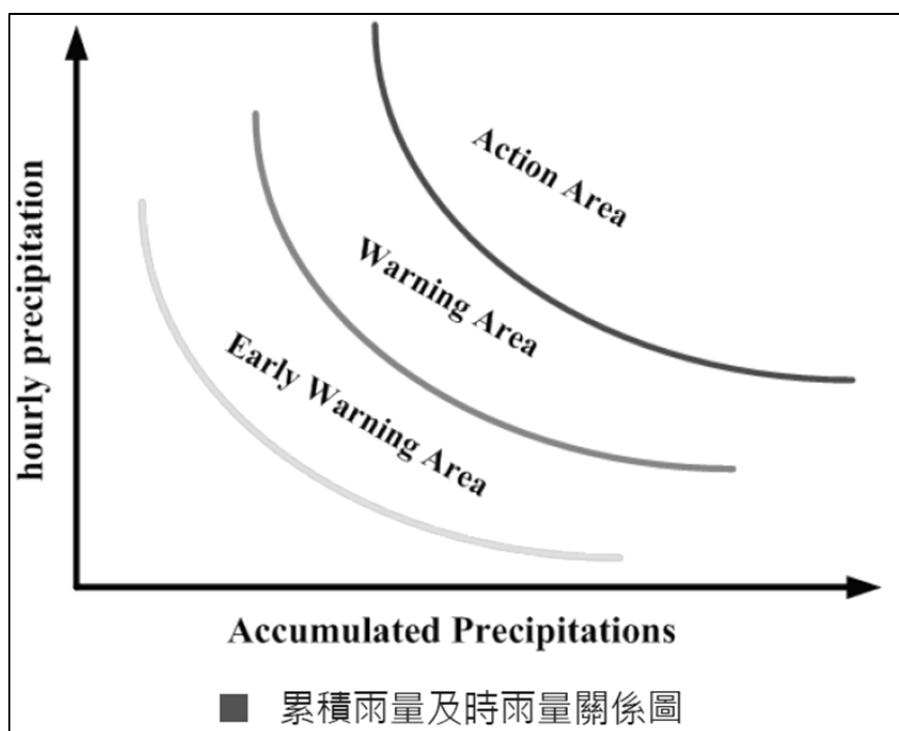 Action Area
Warning Area
Early Warning Area
hourly precipitation
Accumulated Precipitations
■ 累積雨量及時雨量關係圖